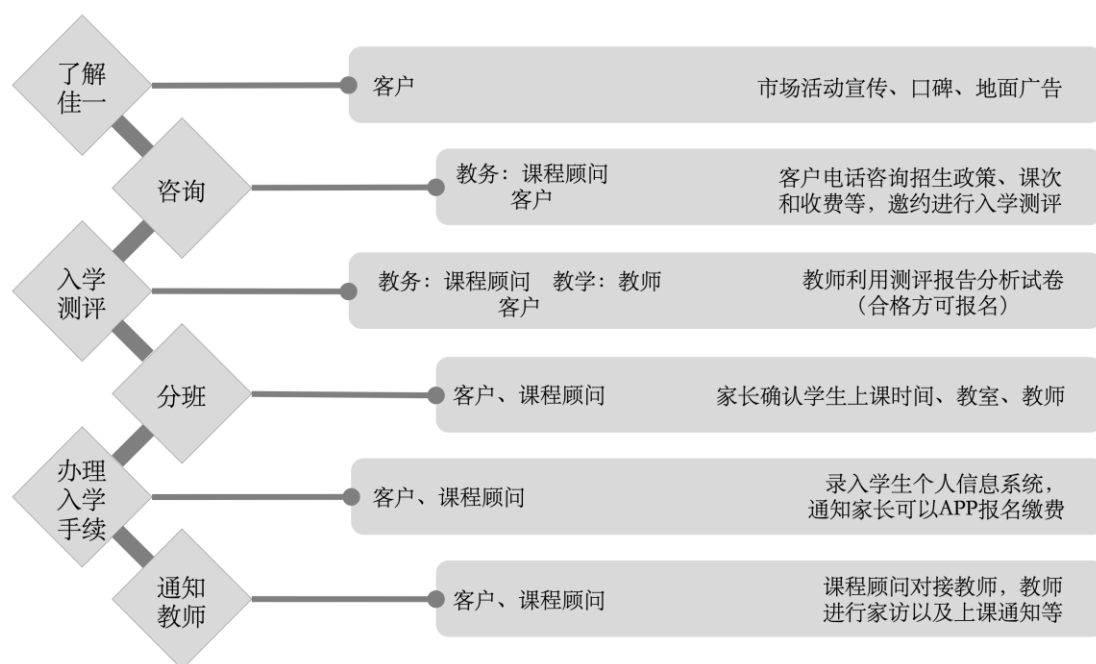 了解
佳一
客户
市场活动宣传、口碑、地面广告
咨询
教务：课程顾问
客户
客户电话咨询招生政策、课次
和收费等，邀约进行入学测评
入学
测评
教务：课程顾问 教学：教师
客户
教师利用测评报告分析试卷
（合格方可报名）
分班
客户、课程顾问
家长确认学生上课时间、教室、教师
办理
入学
手续
客户、课程顾问
录入学生个人信息系统，
通知家长可以APP报名缴费
通知
教师
客户、课程顾问
课程顾问对接教师，教师
进行家访以及上课通知等